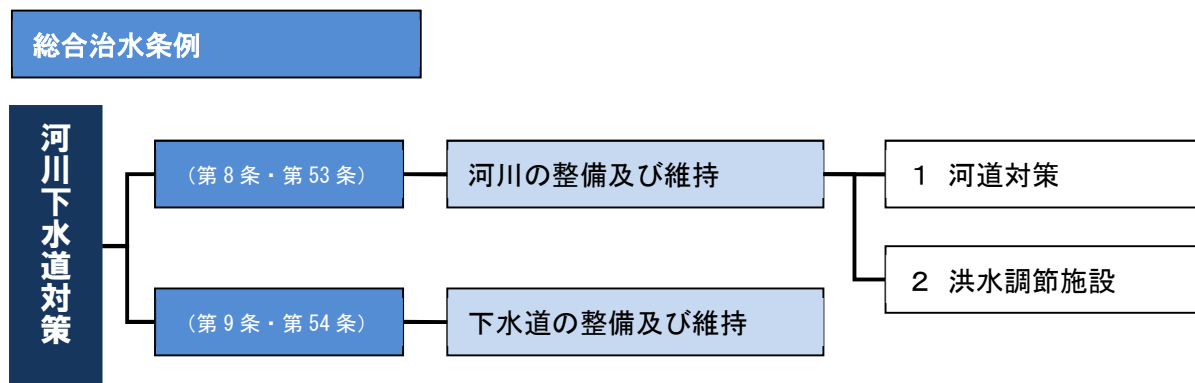 総合治水条例
河川下水道対策
(第8条・第53条)
河川の整備及び維持
1 河道対策
2 洪水調節施設
(第9条・第54条)
下水道の整備及び維持